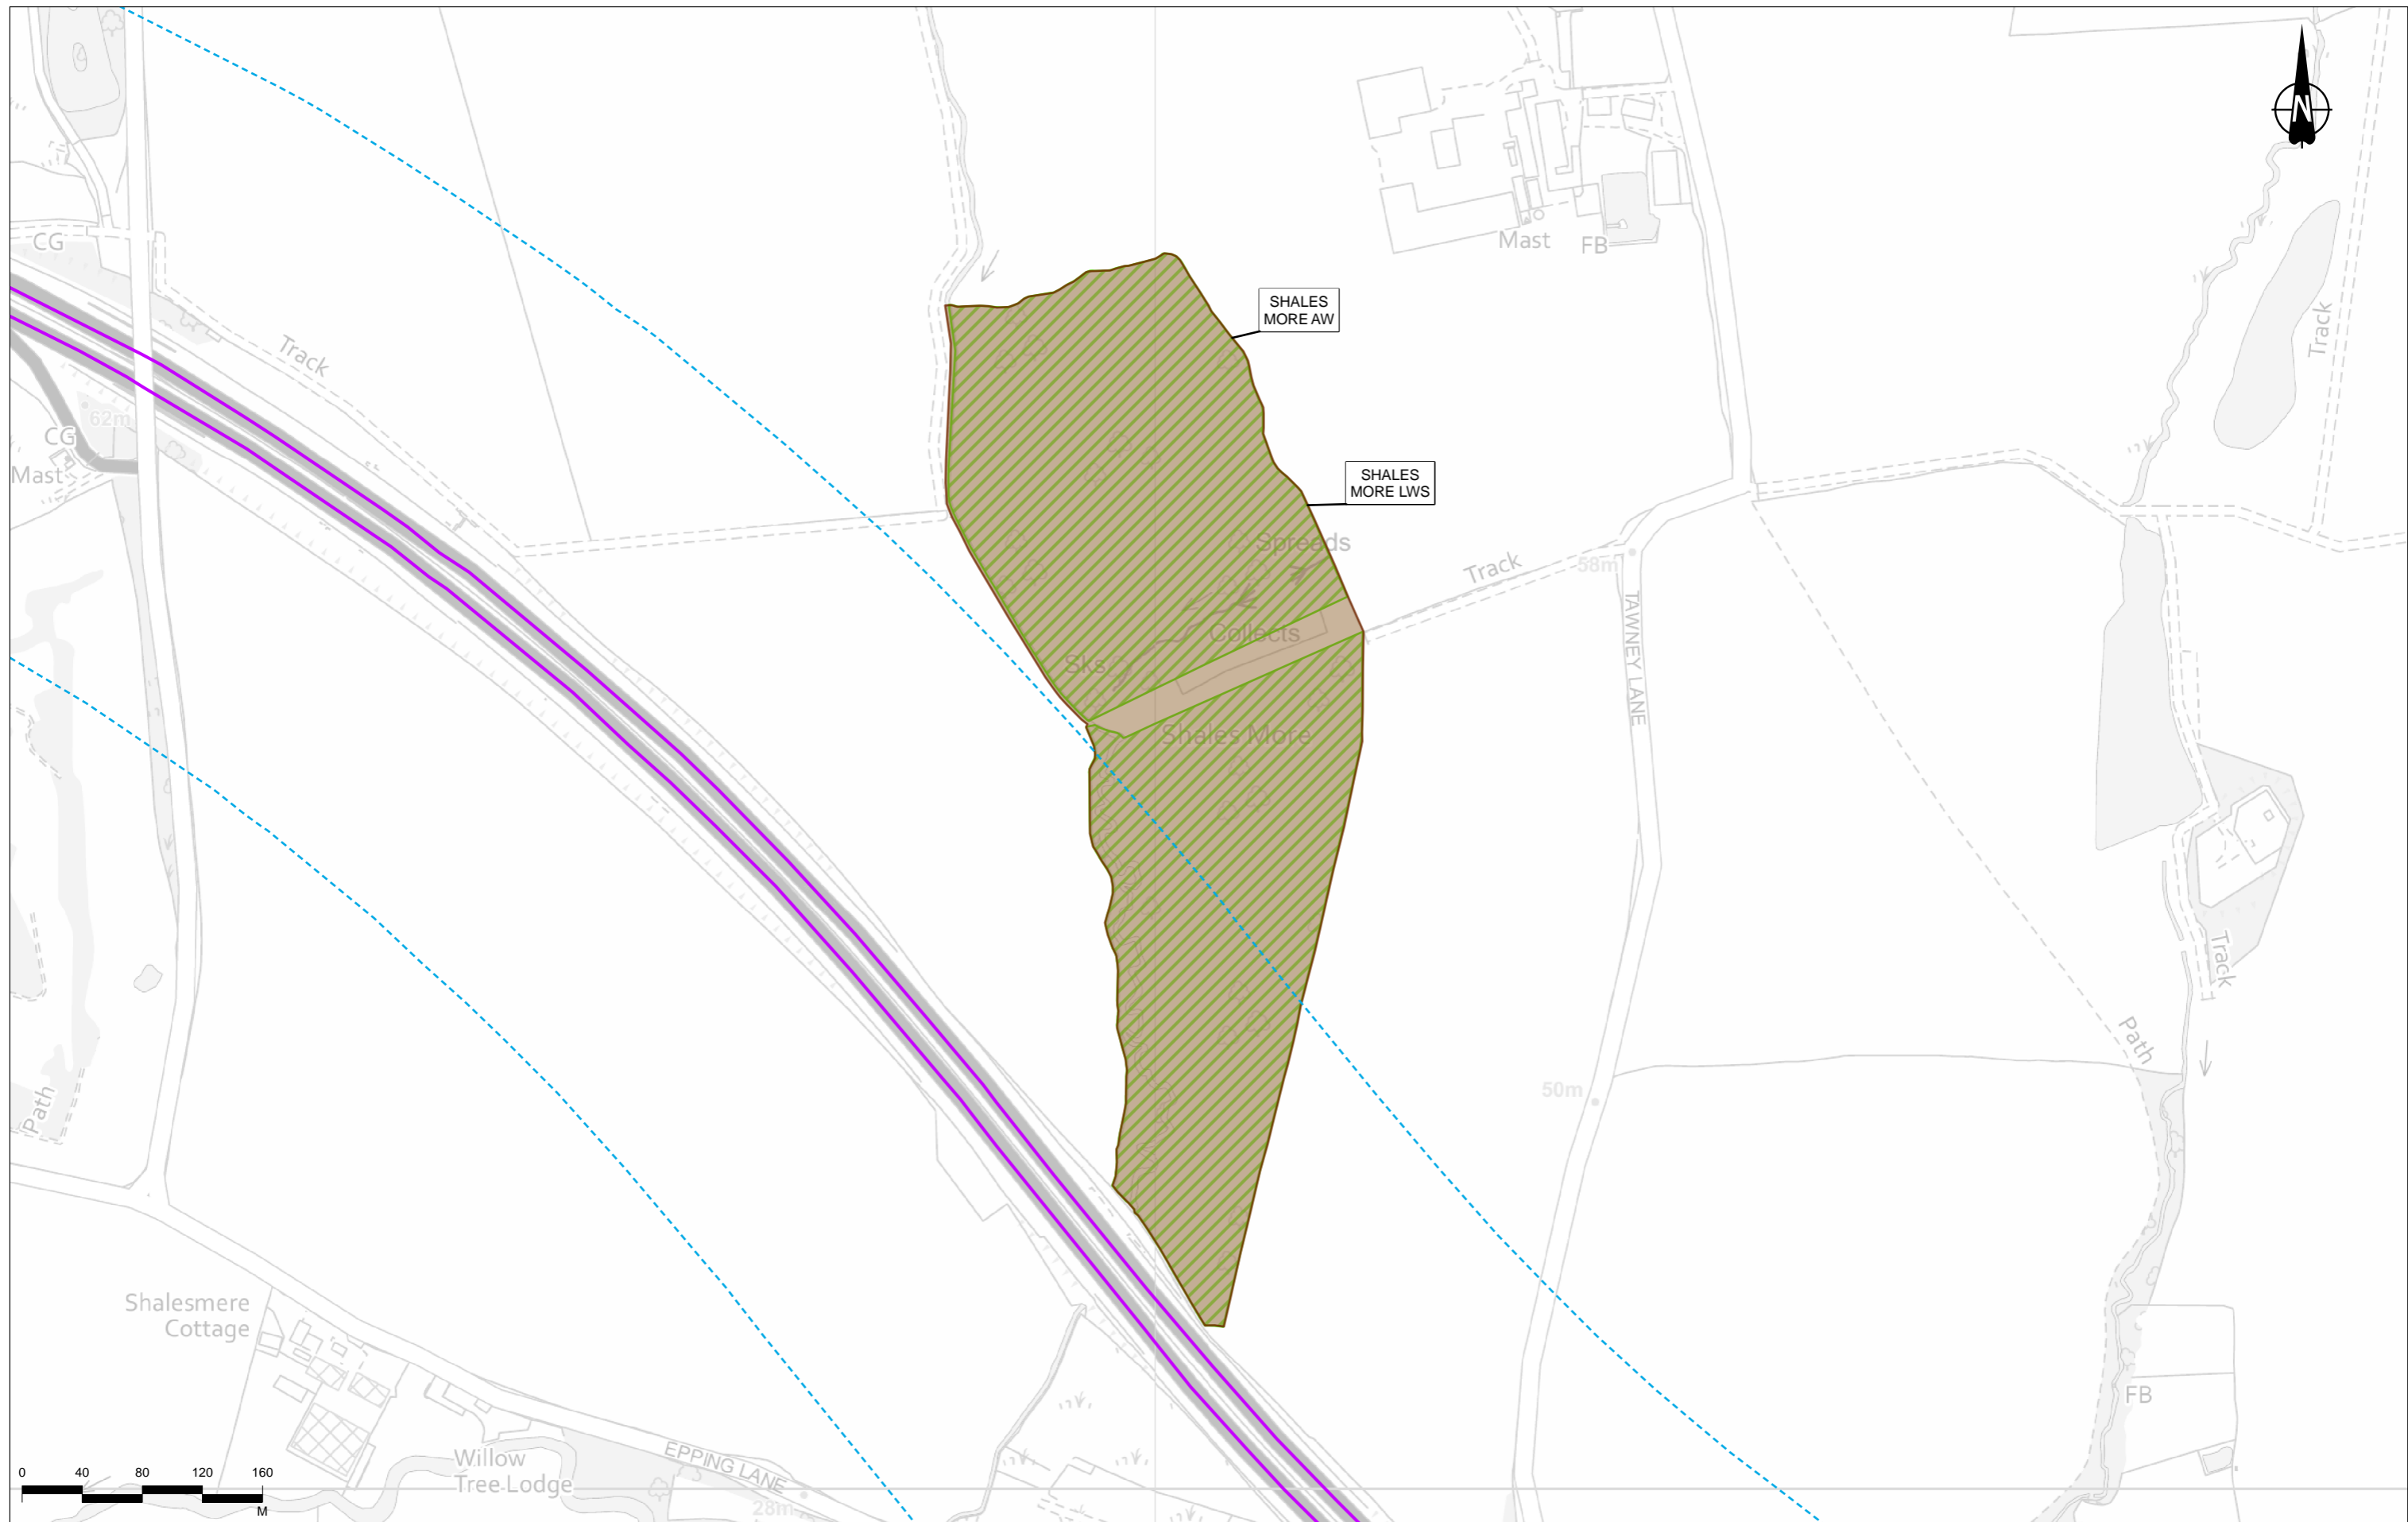 N
CG
Track
62m
CG
Mast
Mast
FB
SHALES
MORE AW
SHALES
MORE LWS
Track
Spreads
Track
58m
Collects
Sks
TAWNEY LANE
Shales More
Track
Path
50m
Path
Shalesmere
Cottage
FB
Willow
Tree Lodge
EPPING LANE
28m
0 40 80 120 160
M